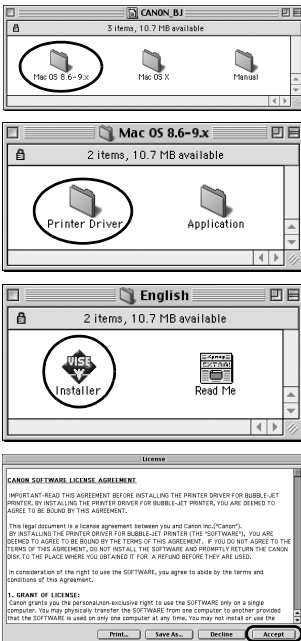 CANON_BJ
3 items, 10.7 MB available
Mac OS 8.6-9.x
Mac OS X
Manual
Mac OS 8.6-9.x
2 items, 10.7 MB available
Printer Driver
Application
English
2 items, 10.7 MB available
VISE
Installer
EXTRA!
Read Me
License
CANON SOFTWARE LICENSE AGREEMENT
IMPORTANT-READ THIS AGREEMENT BEFORE INSTALLING THE PRINTER DRIVER FOR BUBBLE-JET
PRINTER. BY INSTALLING THE PRINTER DRIVER FOR BUBBLE-JET PRINTER, YOU ARE DEEMED TO
AGREE TO BE BOUND BY THIS AGREEMENT.
This legal document is a license agreement between you and Canon Inc.("Canon").
BY INSTALLING THE PRINTER DRIVER FOR BUBBLE-JET PRINTER (THE "SOFTWARE"), YOU ARE
DEEMED TO AGREE TO BE BOUND BY THE TERMS OF THIS AGREEMENT. IF YOU DO NOT AGREE TO THE
TERMS OF THIS AGREEMENT, DO NOT INSTALL THE SOFTWARE AND PROMPTLY RETURN THE CANON
DISK TO THE PLACE WHERE YOU OBTAINED IT FOR A REFUND BEFORE THEY ARE USED.
In consideration of the right to use the SOFTWARE, you agree to abide by the terms and
conditions of this Agreement.
1. GRANT OF LICENSE:
Canon grants you the personal,non-exclusive right to use the SOFTWARE only on a single
computer. You may physically transfer the SOFTWARE from one computer to another provided
that the SOFTWARE is used on only one computer at any time. You may not install or use the
Print... Save As... Decline Accept